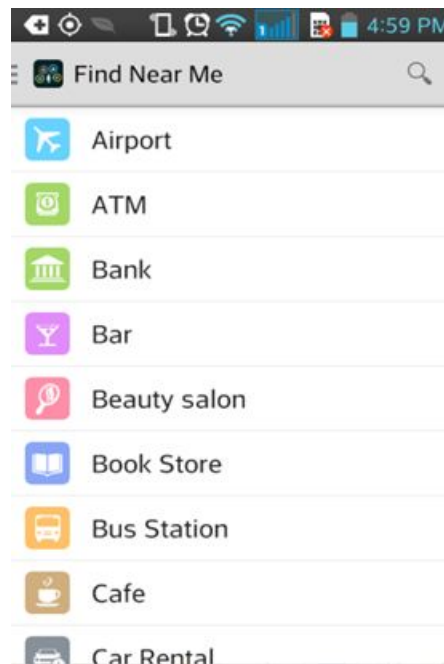 4:59 PM
Find Near Me
Airport
ATM
Bank
Bar
Beauty salon
Book Store
Bus Station
Cafe
Car Rental